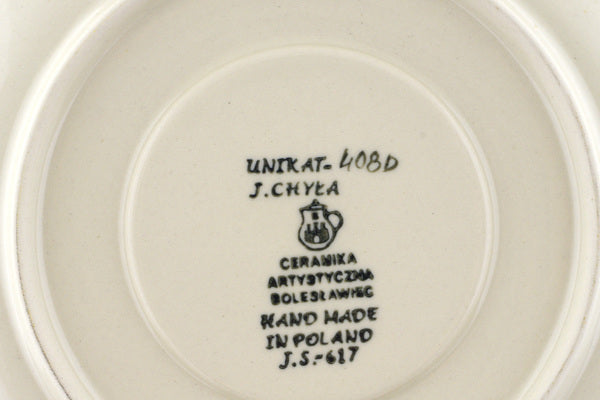 UNIKAT- 408D
J. CHYŁA
CERAMIKA
ARTYSTYCZNA
BOLESŁAWIEC
HAND MADE
IN POLAND
J.S.-617